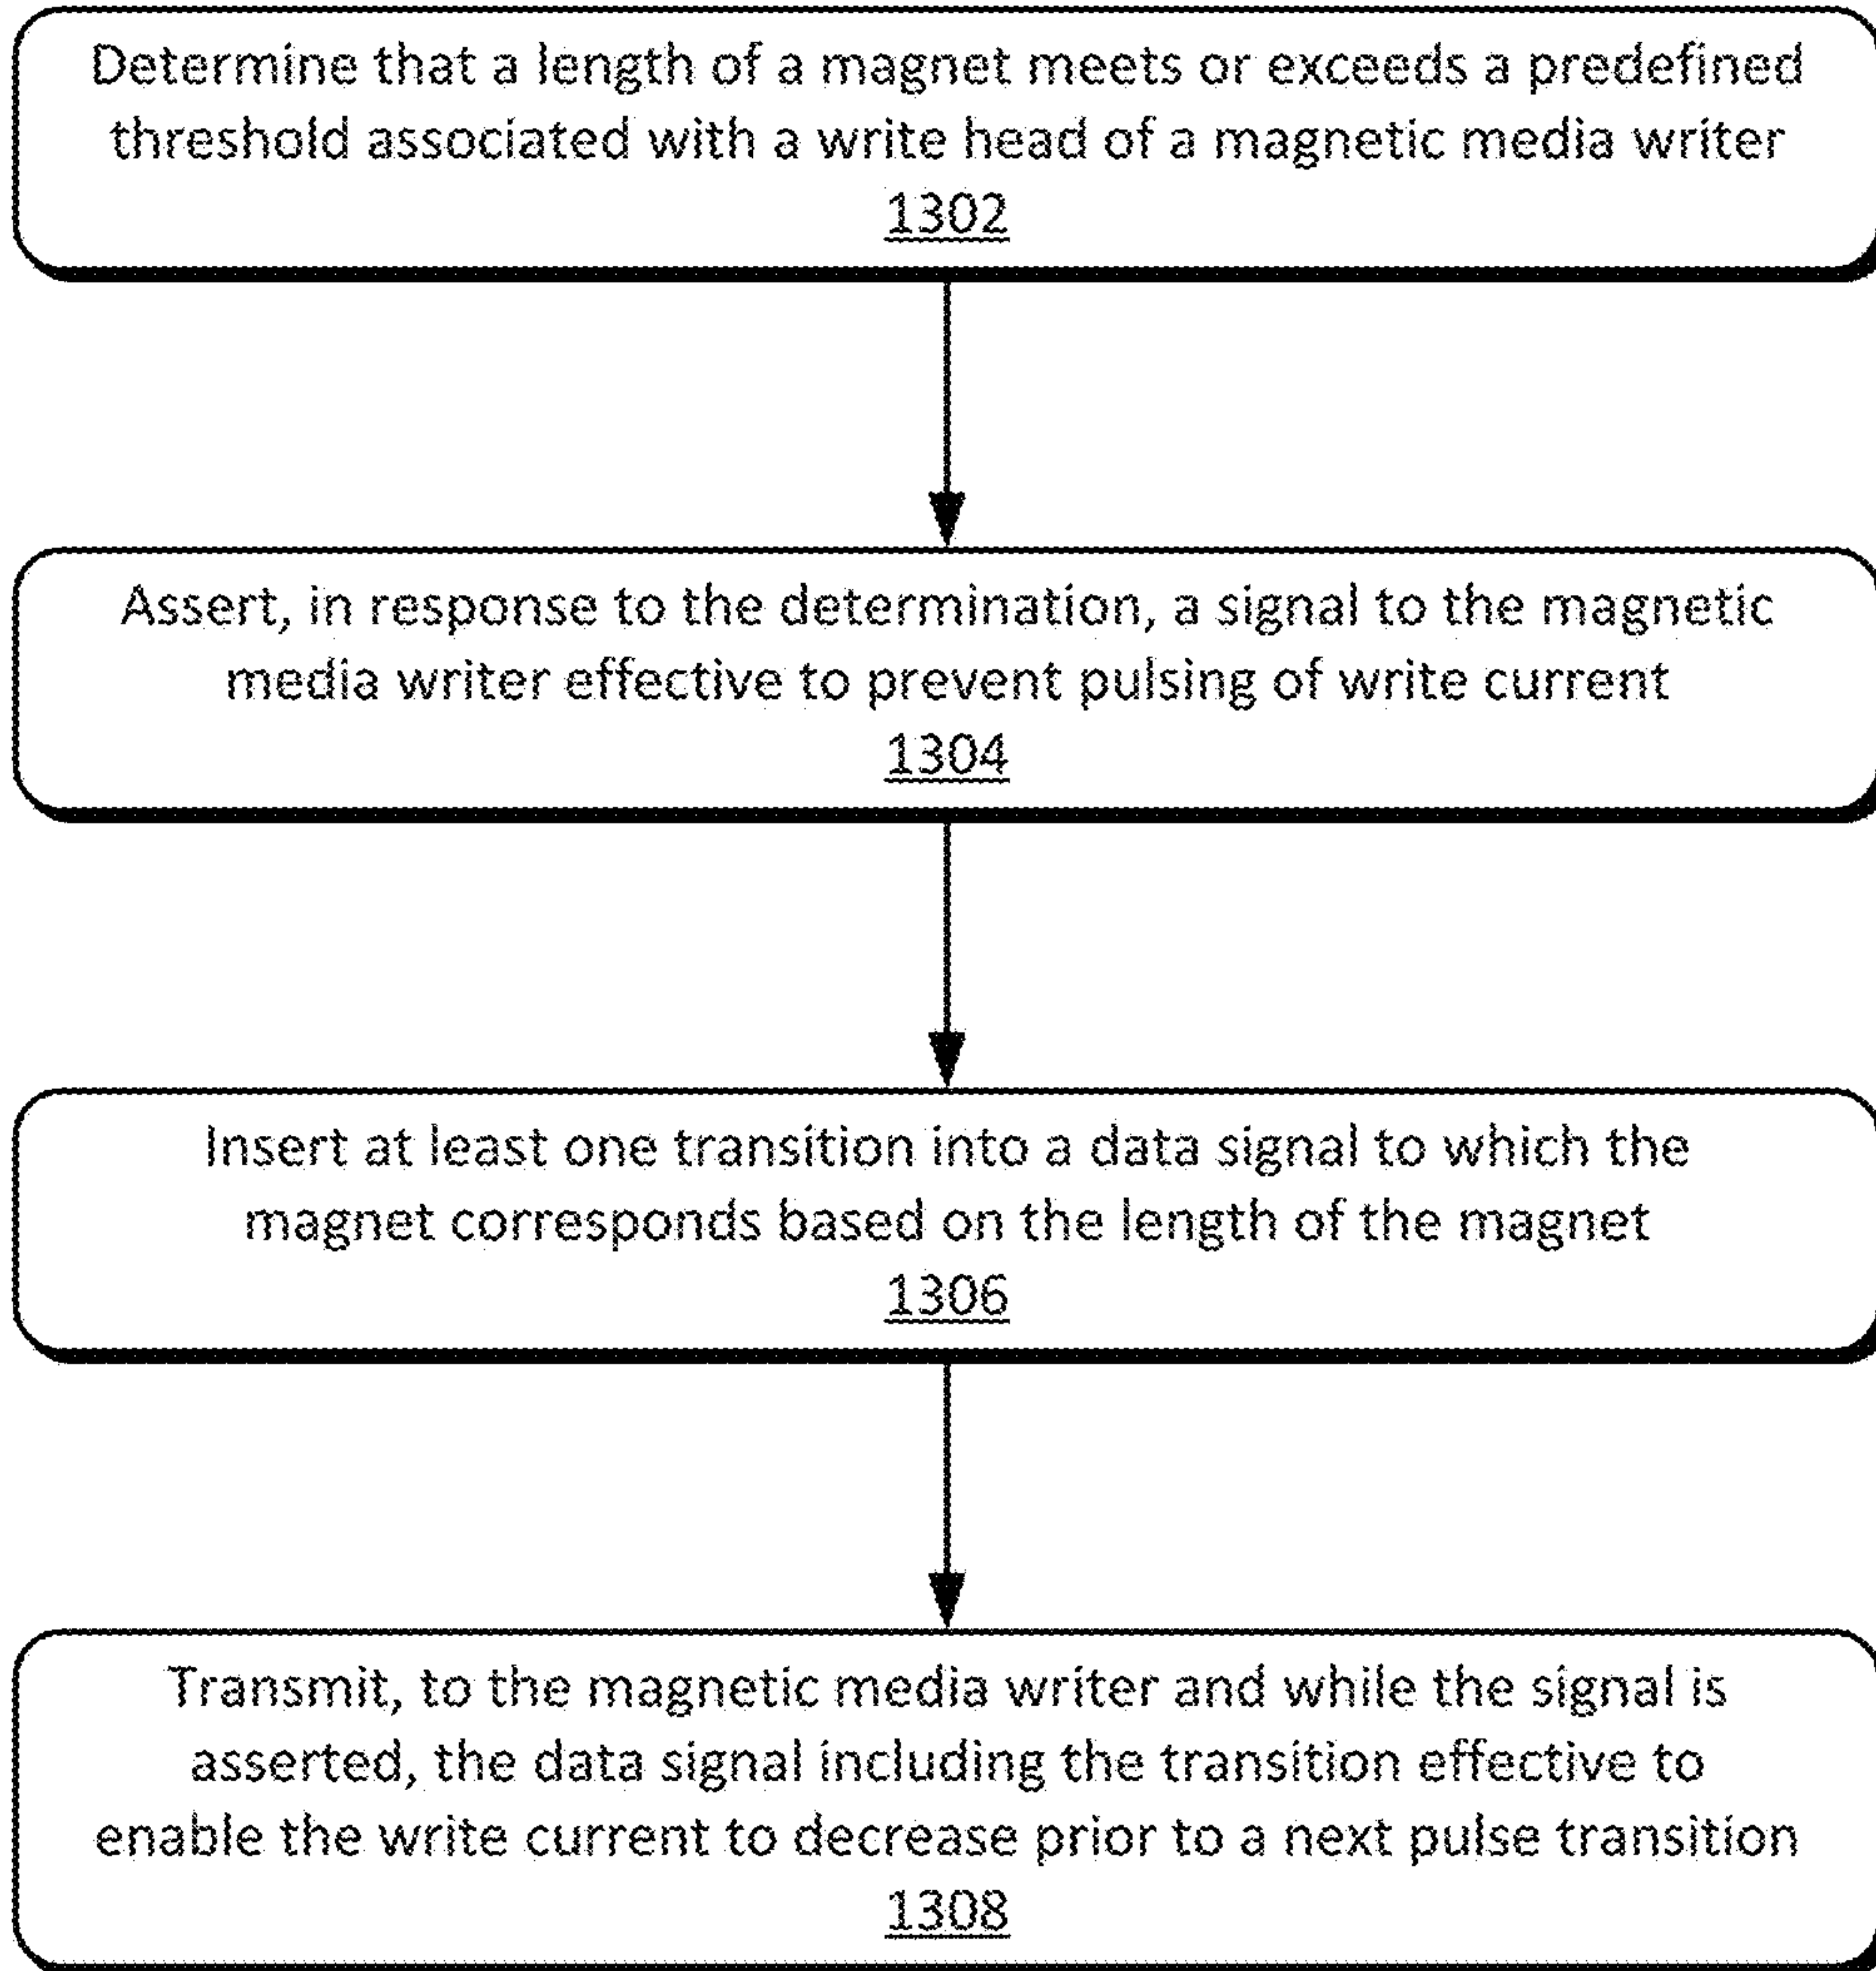 Determine that a length of a magnet meets or exceeds a predefined
threshold associated with a write head of a magnetic media writer
1302
Assert, in response to the determination, a signal to the magnetic
media writer effective to prevent pulsing of write current
1304
Insert at least one transition into a data signal to which the
magnet corresponds based on the length of the magnet
1306
Transmit, to the magnetic media writer and while the signal is
asserted, the data signal including the transition effective to
enable the write current to decrease prior to a next pulse transition
1308